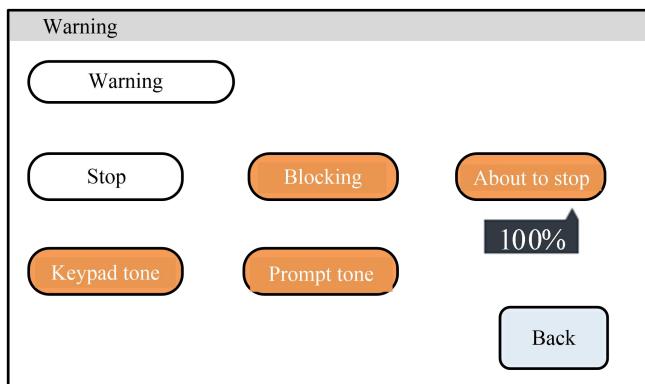 Warning
Warning
Stop
Blocking
About to stop
100%
Keypad tone
Prompt tone
Back